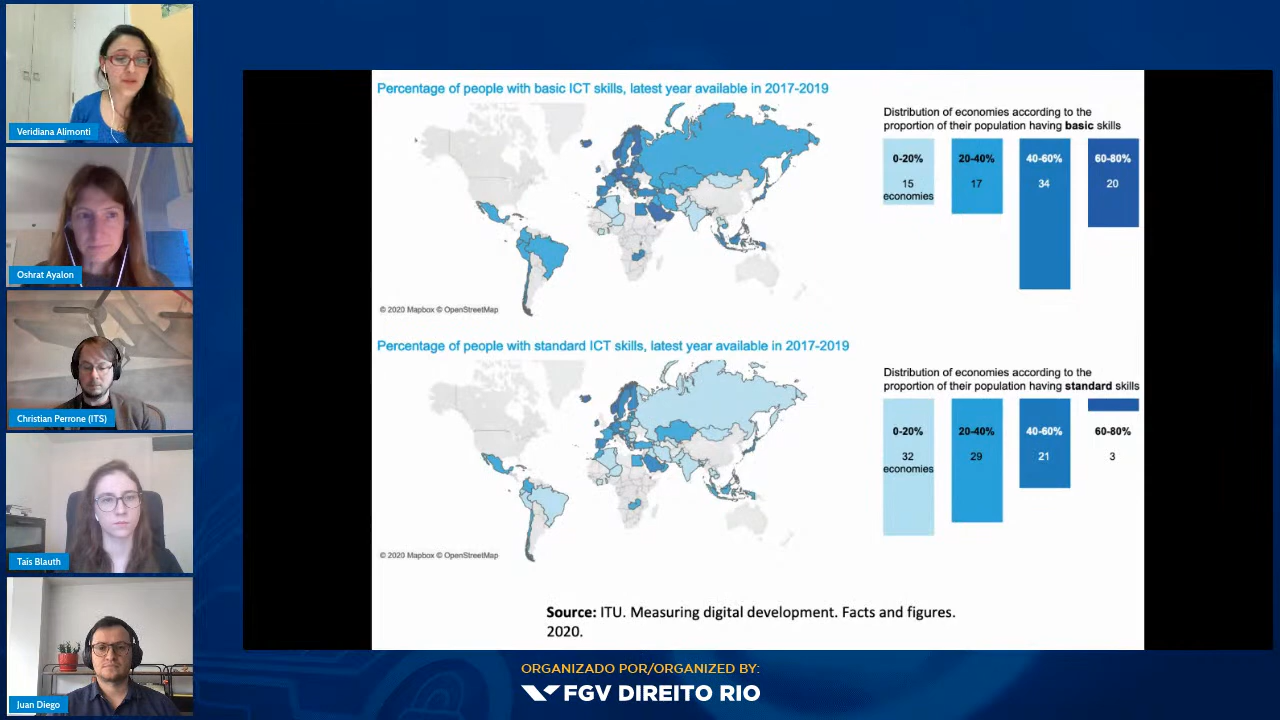 Veridiana Alimonti
Oshrat Ayalon
Christian Perrone (ITS)
Taís Blauth
Juan Diego
Percentage of people with basic ICT skills, latest year available in 2017-2019
© 2020 Mapbox © OpenStreetMap
Distribution of economies according to the
proportion of their population having basic skills
0-20% 20-40% 40-60% 60-80%
15 17 34 20
economies
Percentage of people with standard ICT skills, latest year available in 2017-2019
© 2020 Mapbox © OpenStreetMap
Distribution of economies according to the
proportion of their population having standard skills
0-20% 20-40% 40-60% 60-80%
32 29 21 3
economies
Source: ITU. Measuring digital development. Facts and figures.
2020.
ORGANIZADO POR/ORGANIZED BY:
FGV DIREITO RIO